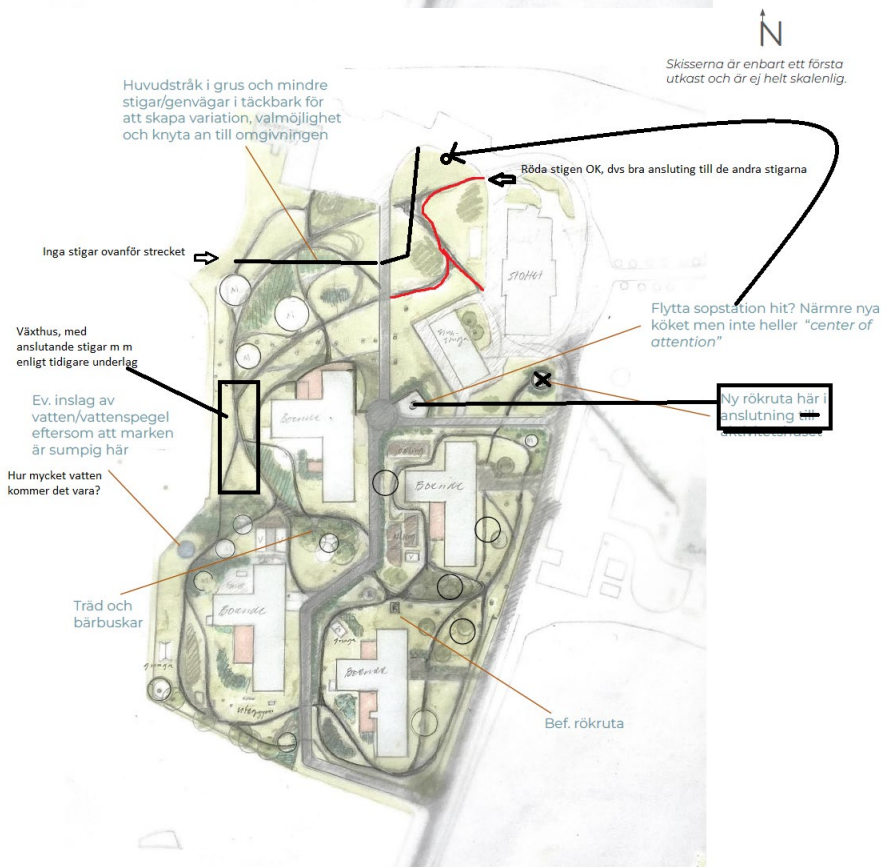 N
Skisserna är enbart ett första
utkast och är ej helt skalenlig.
Huvudstråk i grus och mindre
stigar/genvägar i täckbark för
att skapa variation, valmöjlighet
och knyta an till omgivningen
Röda stigen OK, dvs bra ansluting till de andra stigarna
Inga stigar ovanför strecket
Slottet
Flytta sopstation hit? Närmre nya
köket men inte heller “center of
attention”
Växthus, med
anslutande stigar m m
enligt tidigare underlag
Ny rökruta här i
anslutning till
aktivitetshuset
Ev. inslag av
vatten/vattenspegel
eftersom att marken
är sumpig här
Boende
Hur mycket vatten
kommer det vara?
Boende
Träd och
bärbuskar
Boende
Boende
Bef. rökruta
utegym